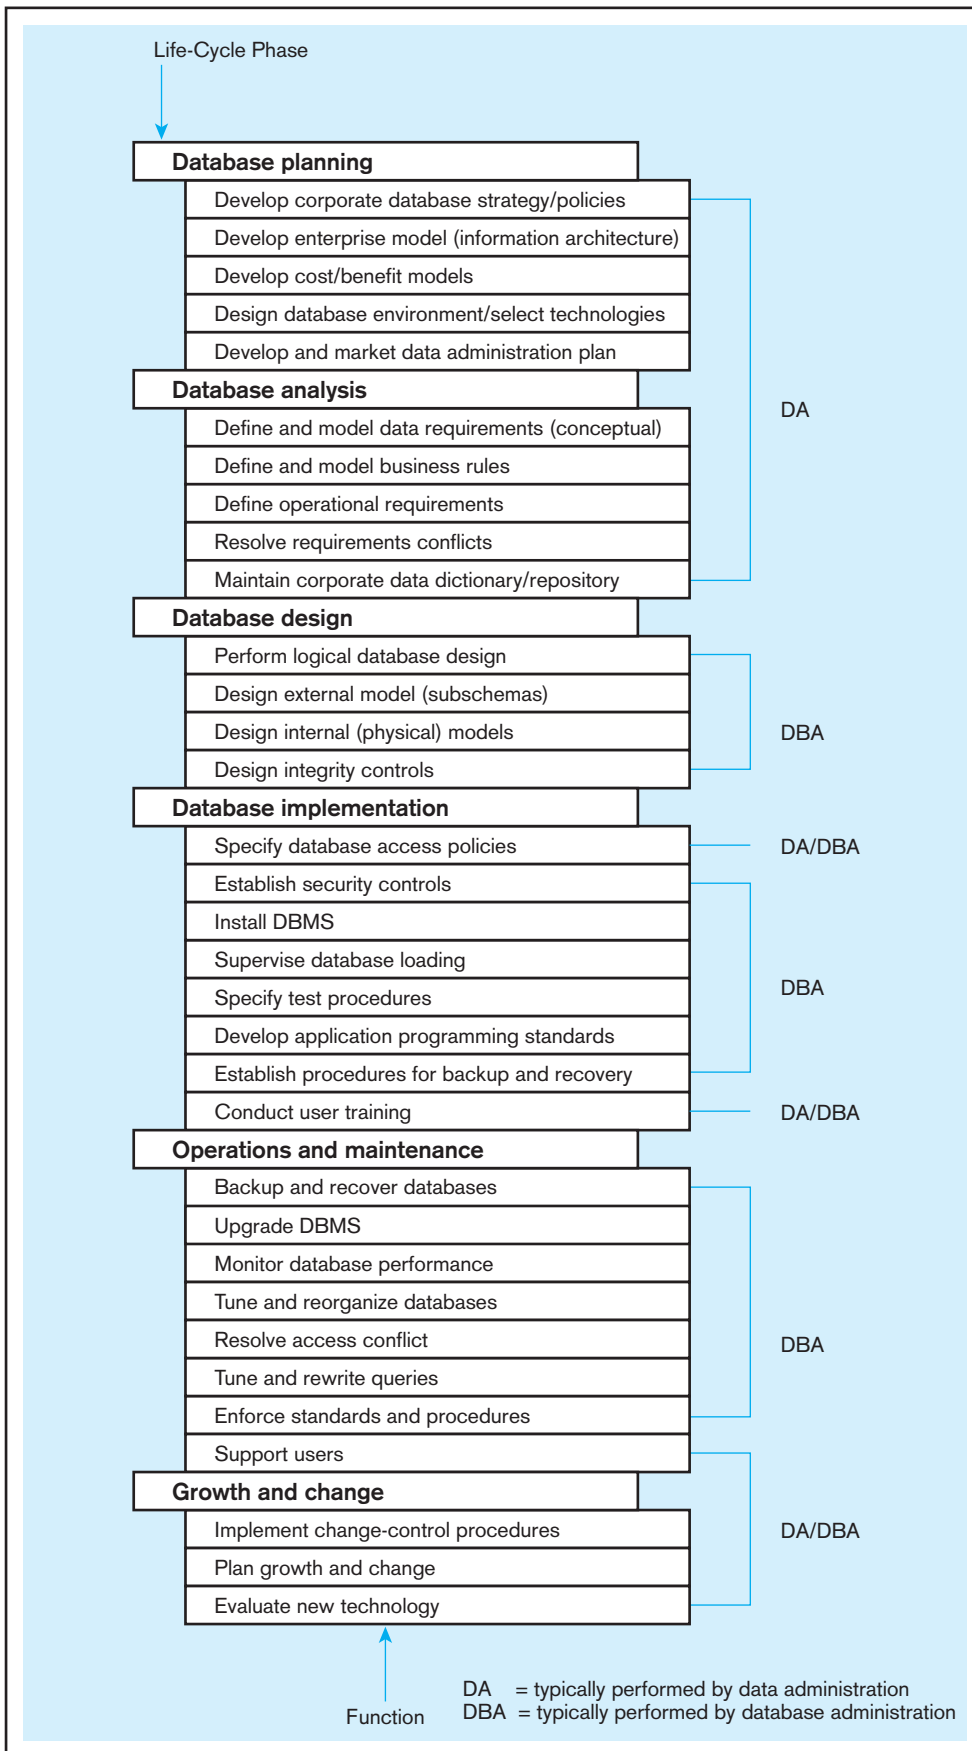 Life-Cycle Phase
Database planning
Develop corporate database strategy/policies
Develop enterprise model (information architecture)
Develop cost/benefit models
Design database environment/select technologies
Develop and market data administration plan
Database analysis
DA
Define and model data requirements (conceptual)
Define and model business rules
Define operational requirements
Resolve requirements conflicts
Maintain corporate data dictionary/repository
Database design
Perform logical database design
Design external model (subschemas)
Design internal (physical) models
DBA
Design integrity controls
Database implementation
Specify database access policies
DA/DBA
Establish security controls
Install DBMS
Supervise database loading
Specify test procedures
DBA
Develop application programming standards
Establish procedures for backup and recovery
Conduct user training
DA/DBA
Operations and maintenance
Backup and recover databases
Upgrade DBMS
Monitor database performance
Tune and reorganize databases
Resolve access conflict
DBA
Tune and rewrite queries
Enforce standards and procedures
Support users
Growth and change
Implement change-control procedures
DA/DBA
Plan growth and change
Evaluate new technology
Function
DA = typically performed by data administration
DBA = typically performed by database administration